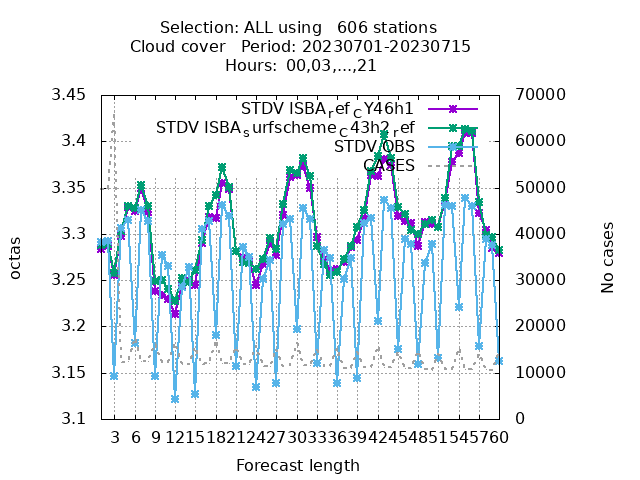 Selection: ALL using 606 stations
Cloud cover Period: 20230701-20230715
Hours: 00,03,...,21
3.45
3.4
3.35
3.3
3.25
3.2
3.15
3.1
octas
70000
60000
50000
40000
30000
20000
10000
0
No cases
STDV ISBA_ref_CY46h1
STDV ISBA_surfscheme_C43h2_ref
STDV OBS
CASES
3 6 9 12 15 18 21 24 27 30 33 36 39 42 45 48 51 54 57 60
Forecast length